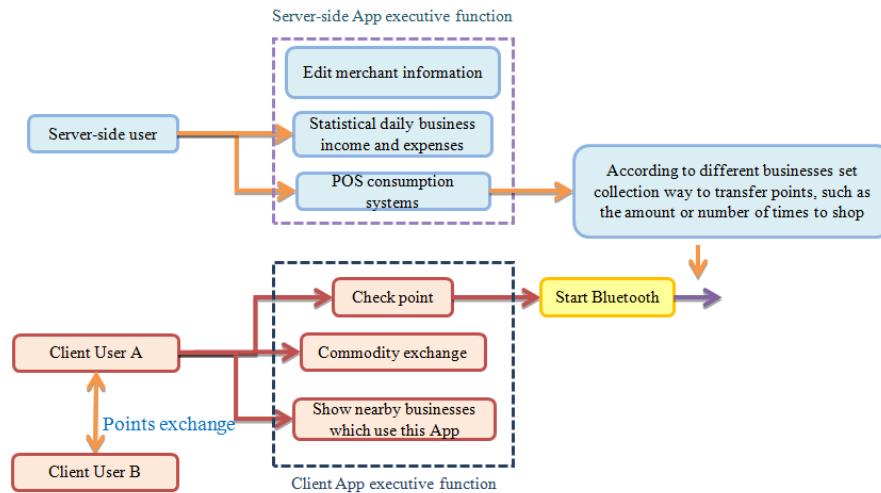 Server-side App executive function
Edit merchant information
Server-side user
Statistical daily business
income and expenses
POS consumption
systems
According to different businesses set
collection way to transfer points, such as
the amount or number of times to shop
Check point
Start Bluetooth
Client User A
Commodity exchange
Points exchange
Show nearby businesses
which use this App
Client User B
Client App executive function